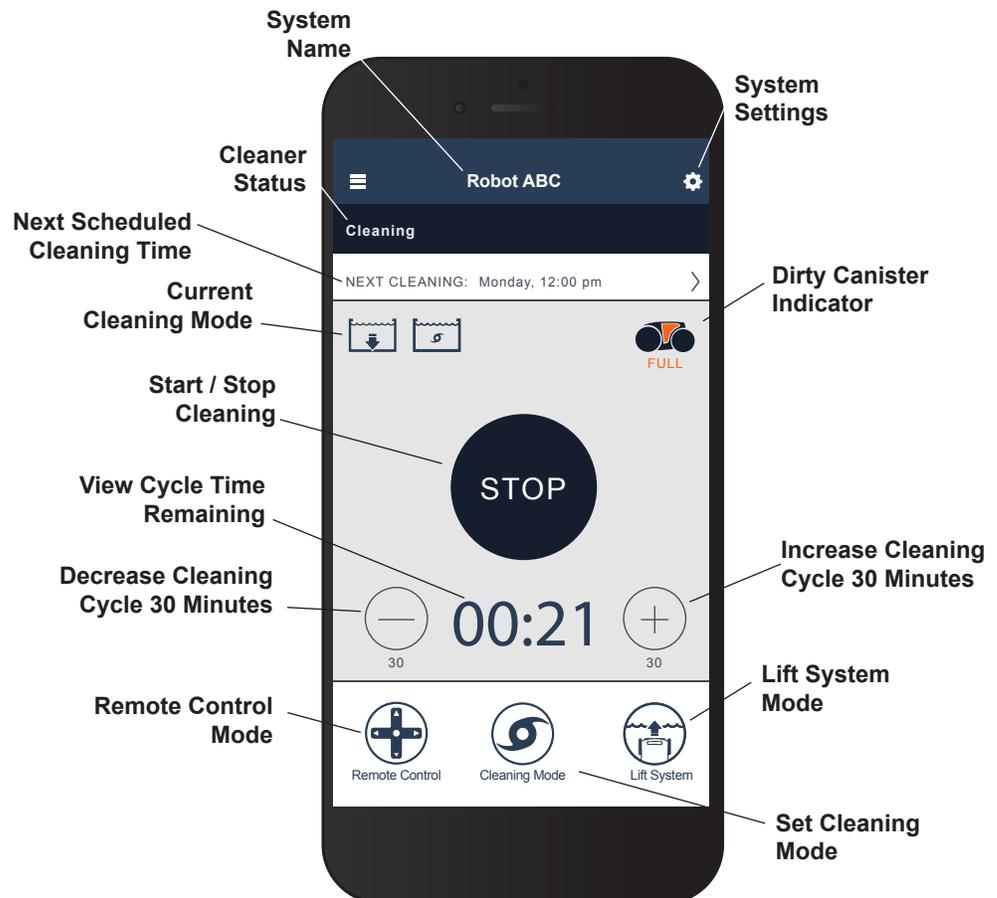 System
Name
System
Settings
Cleaner
Status
Robot ABC
Next Scheduled
Cleaning Time
Cleaning
NEXT CLEANING: Monday, 12:00 pm
Dirty Canister
Indicator
Current
Cleaning Mode
FULL
Start / Stop
Cleaning
STOP
View Cycle Time
Remaining
Increase Cleaning
Cycle 30 Minutes
Decrease Cleaning
Cycle 30 Minutes
00:21
30
30
Lift System
Mode
Remote Control
Mode
Remote Control
Cleaning Mode
Lift System
Set Cleaning
Mode